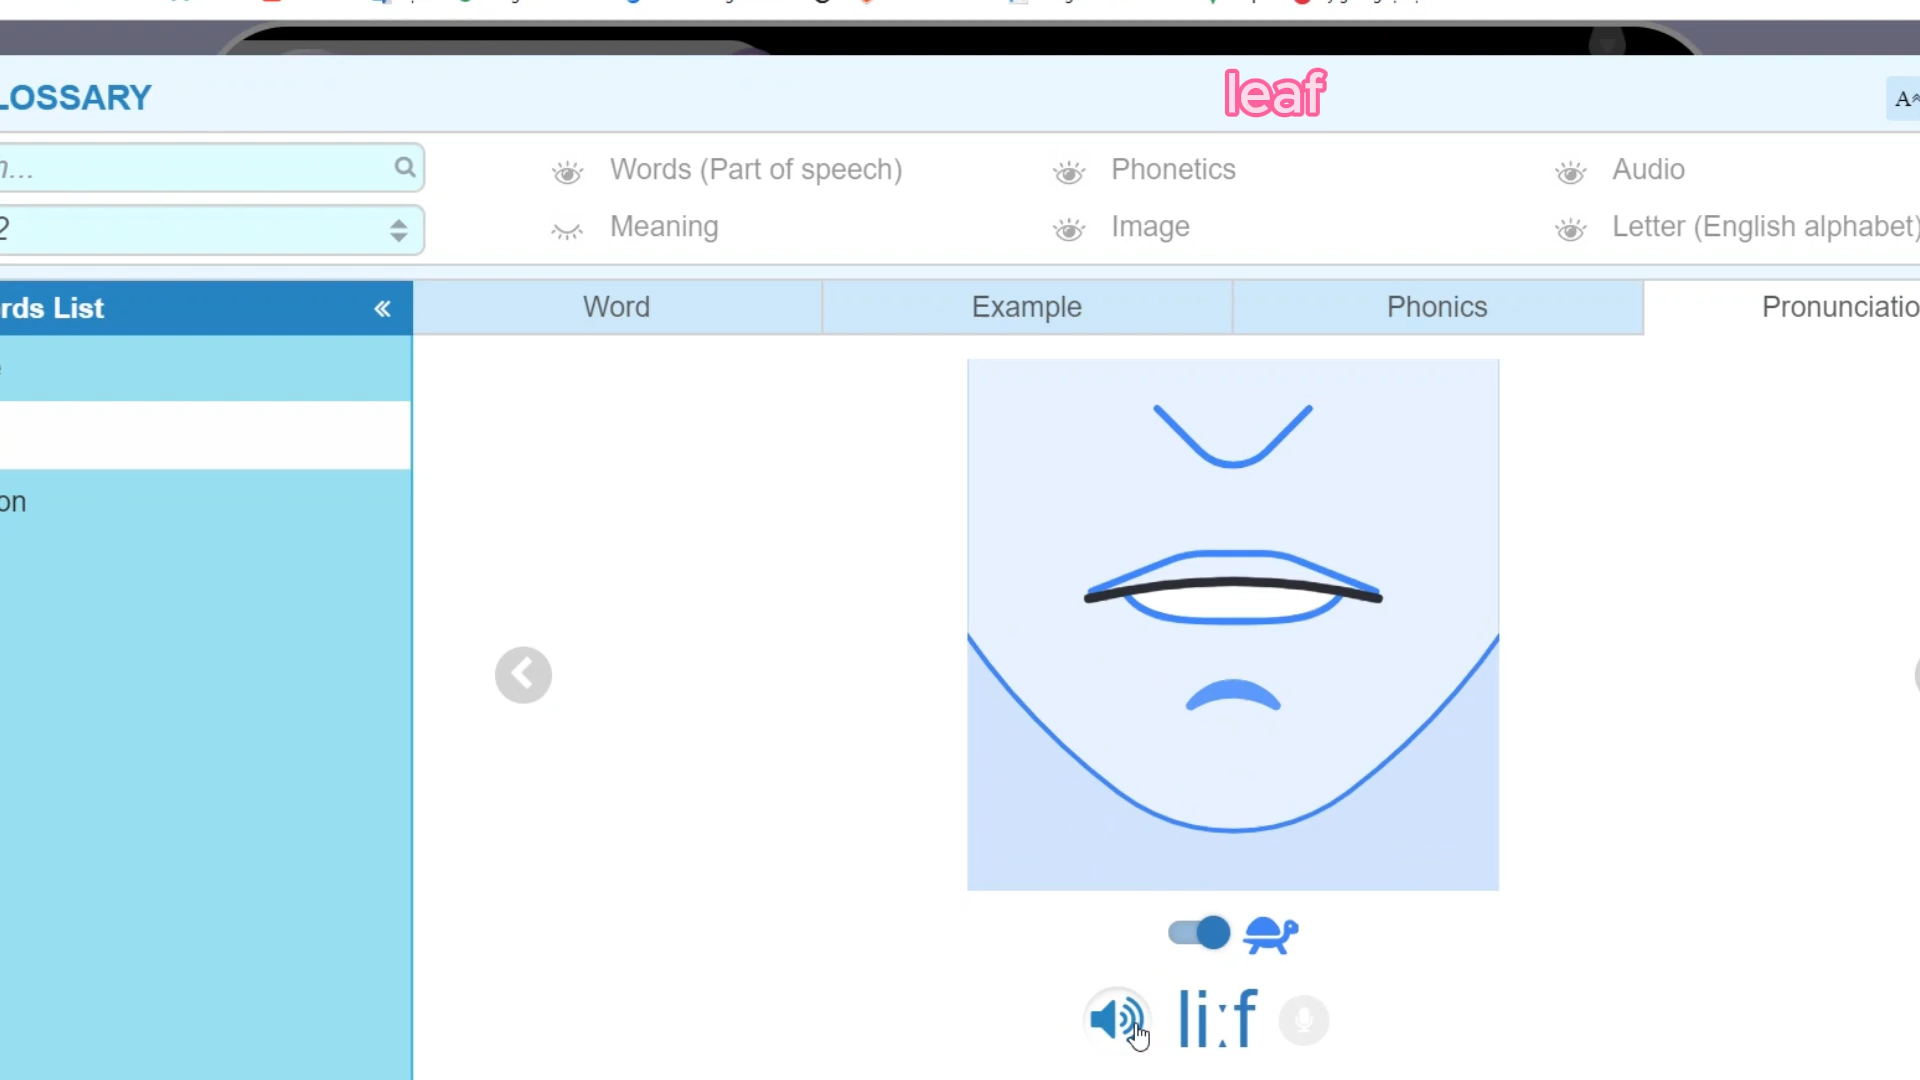 LOSSARY
leaf
A
n...
Words (Part of speech)
Phonetics
Audio
2
Meaning
Image
Letter (English alphabet)
rds List
Word
Example
Phonics
Pronunciatio
on
li:f